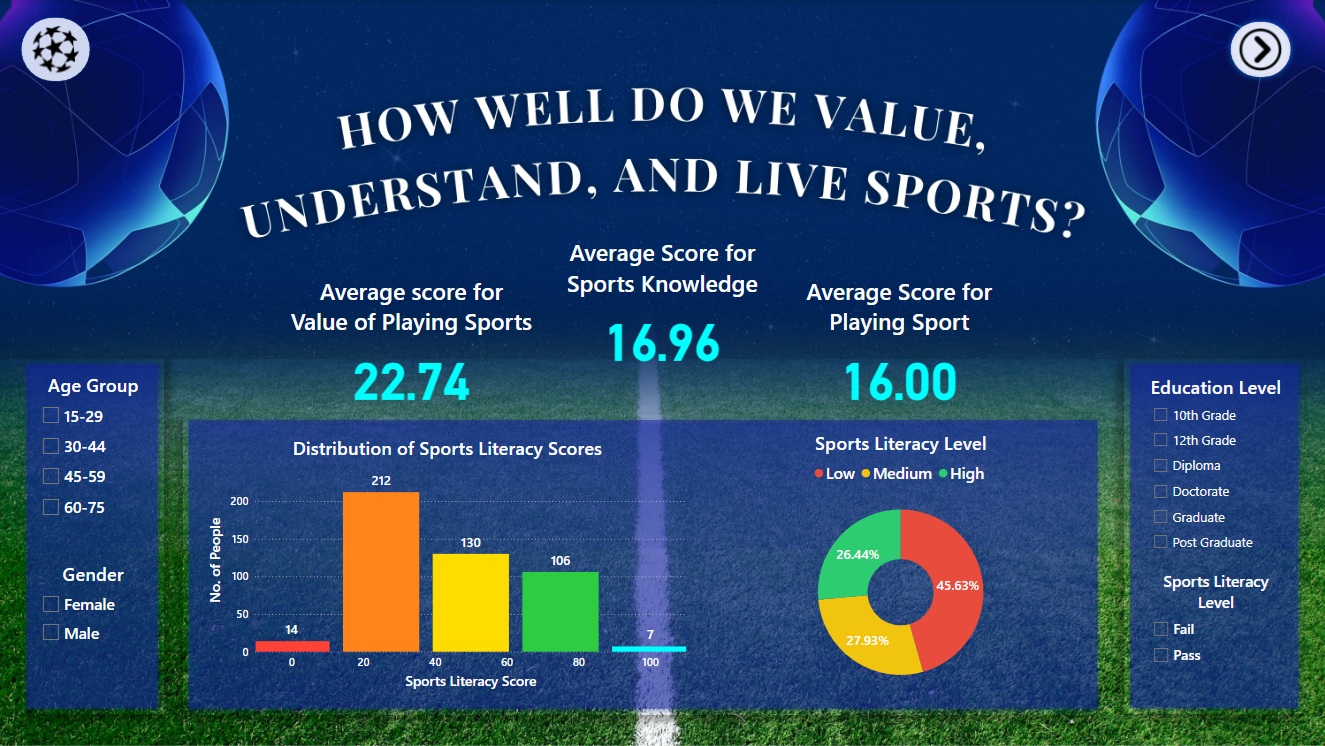 HOW WELL DO WE VALUE,
UNDERSTAND, AND LIVE SPORTS?
Average score for
Value of Playing Sports
22.74
Average Score for
Sports Knowledge
16.96
Average Score for
Playing Sport
16.00
Age Group
15-29
30-44
45-59
60-75
Gender
Female
Male
Distribution of Sports Literacy Scores
No. of People
200
150
100
50
0
212
130
106
14
7
0 20 40 60 80 100
Sports Literacy Score
Sports Literacy Level
Low Medium High
26.44%
45.63%
27.93%
Education Level
10th Grade
12th Grade
Diploma
Doctorate
Graduate
Post Graduate
Sports Literacy
Level
Fail
Pass